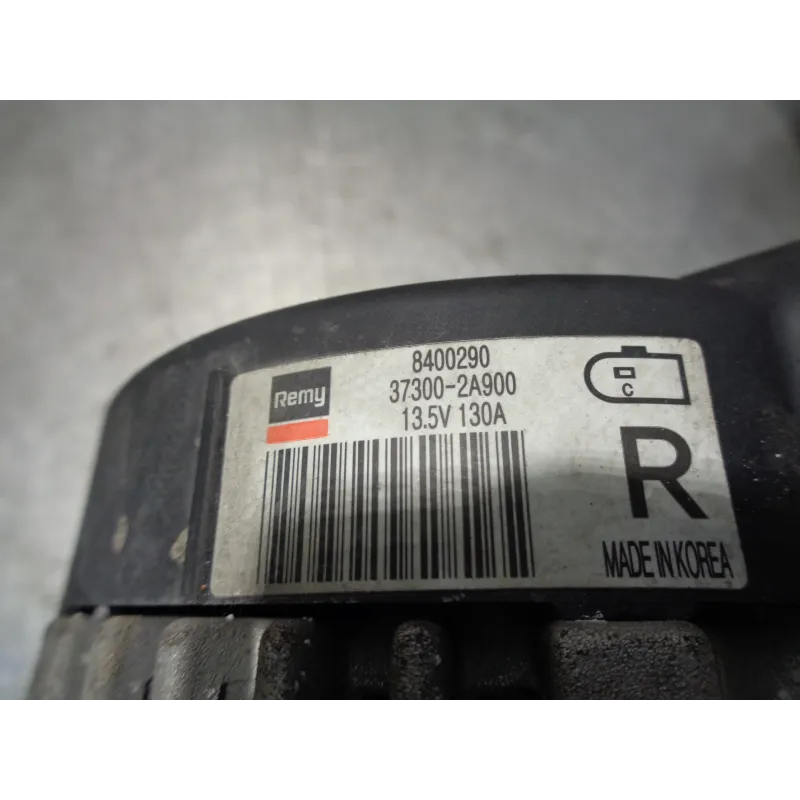 Remy
8400290
37300-2A900
13.5V 130A
C
R
MADE IN KOREA